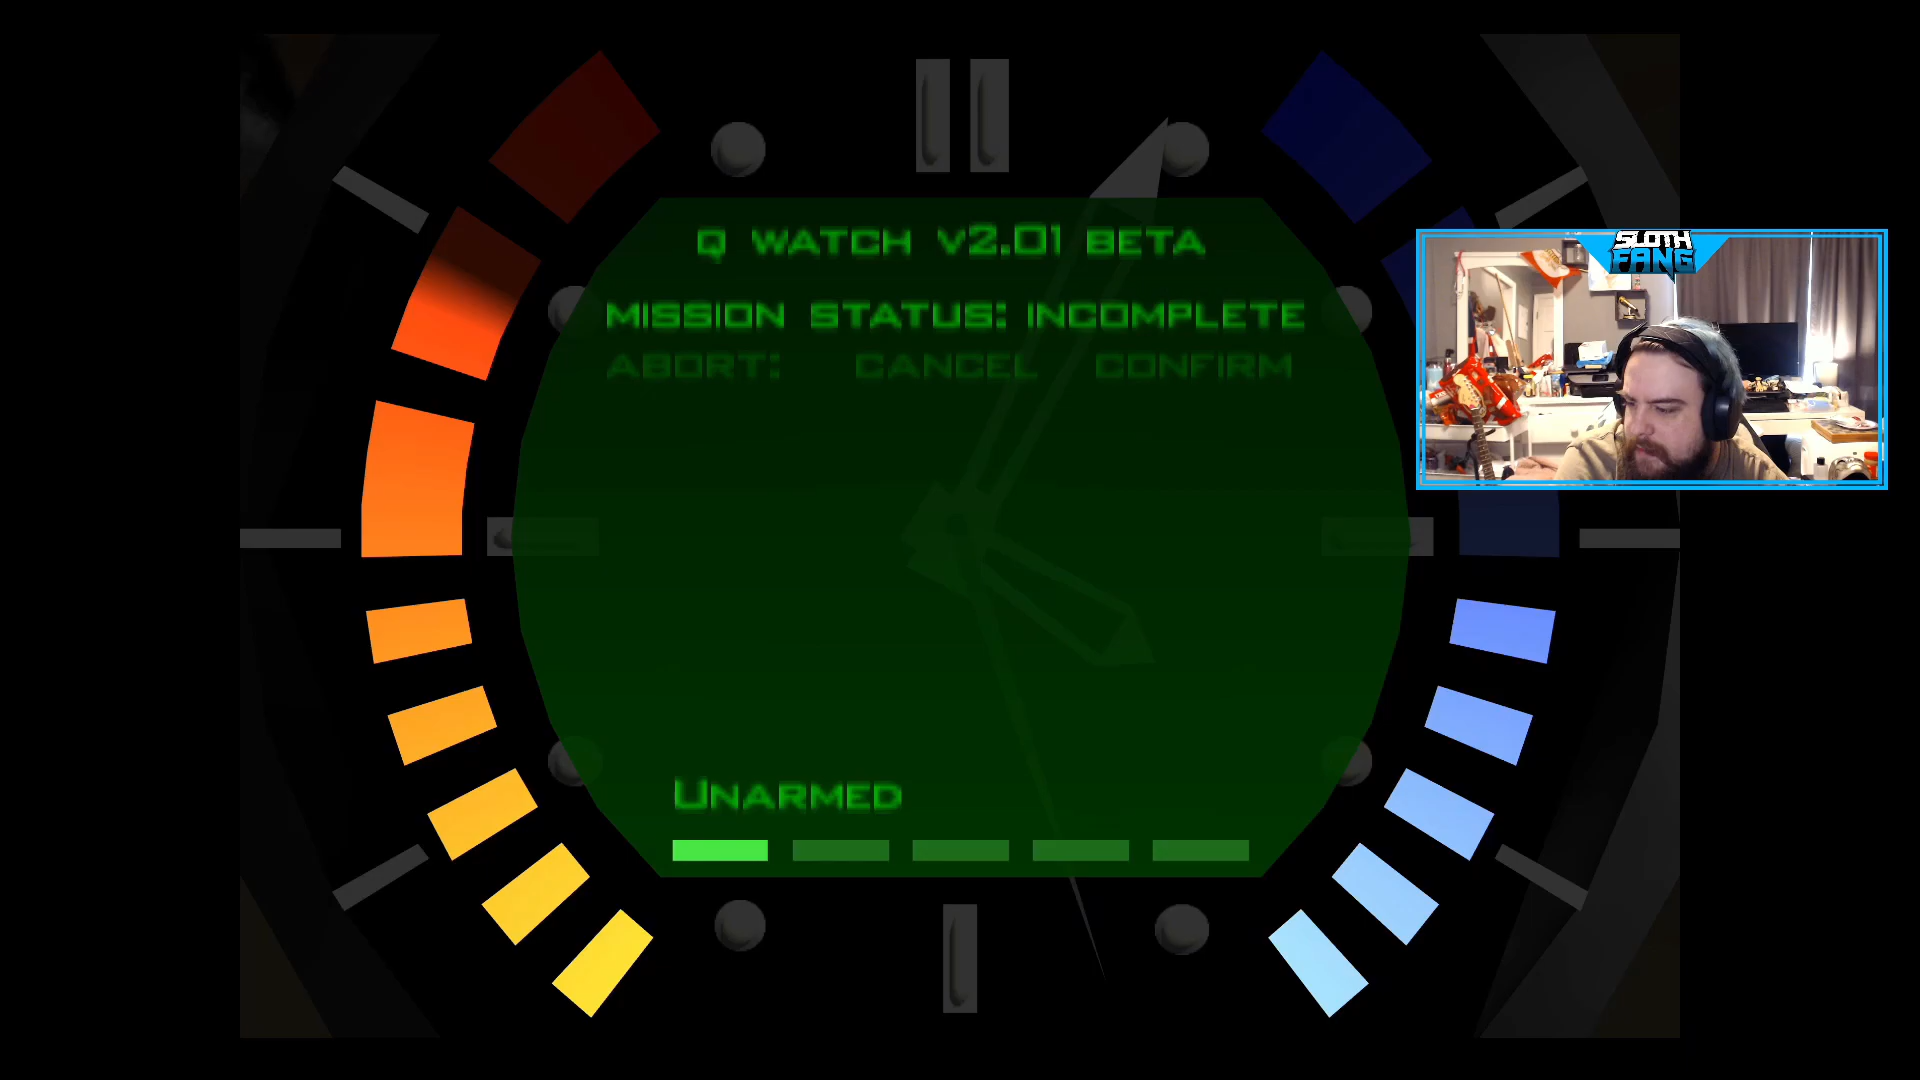 Q WATCH V2.01 BETA
MISSION STATUS: INCOMPLETE
ABORT: CANCEL CONFIRM
UNARMED
SLOTH
FANG